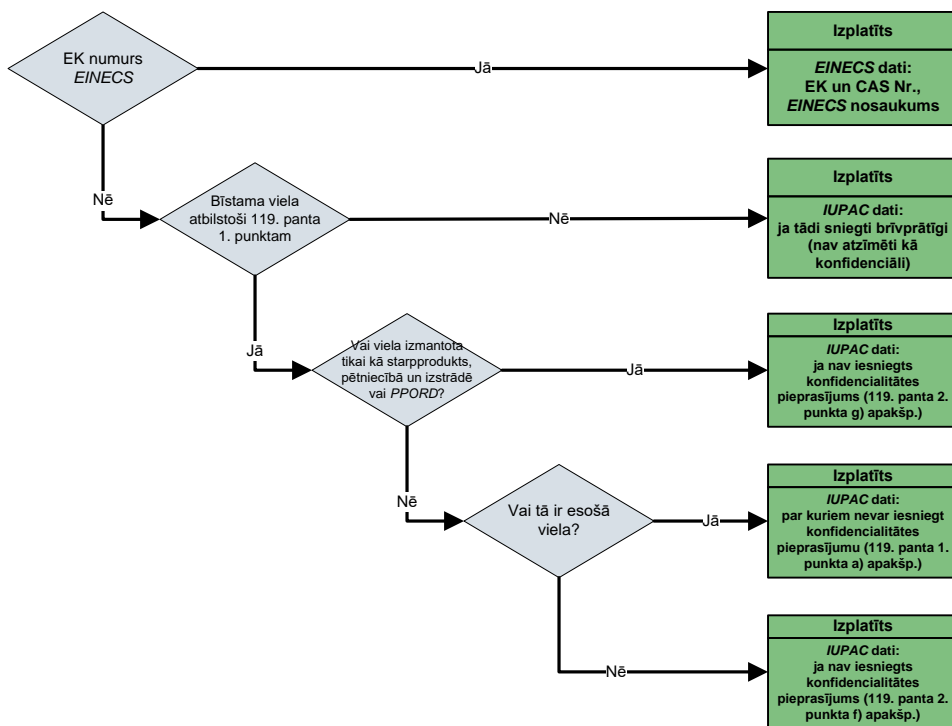 EK numurs
EINECS
Jā
Izplatīts
EINECS dati:
EK un CAS Nr.,
EINECS nosaukums
Nē
Bīstama viela
atbilstoši 119. panta
1. punktam
Nē
Izplatīts
IUPAC dati:
ja tādi sniegti brīvprātīgi
(nav atzīmēti kā
konfidenciāli)
Jā
Vai viela izmantota
tikai kā starpprodukts,
pētniecībā un izstrādē
vai PPORD?
Jā
Izplatīts
IUPAC dati:
ja nav iesniegts
konfidencialitātes
pieprasījums (119. panta 2.
punkta g) apakšp.)
Nē
Vai tā ir esošā
viela?
Jā
Izplatīts
IUPAC dati:
par kuriem nevar iesniegt
konfidencialitātes
pieprasījumu (119. panta 1.
punkta a) apakšp.)
Nē
Izplatīts
IUPAC dati:
ja nav iesniegts
konfidencialitātes
pieprasījums (119. panta 2.
punkta f) apakšp.)